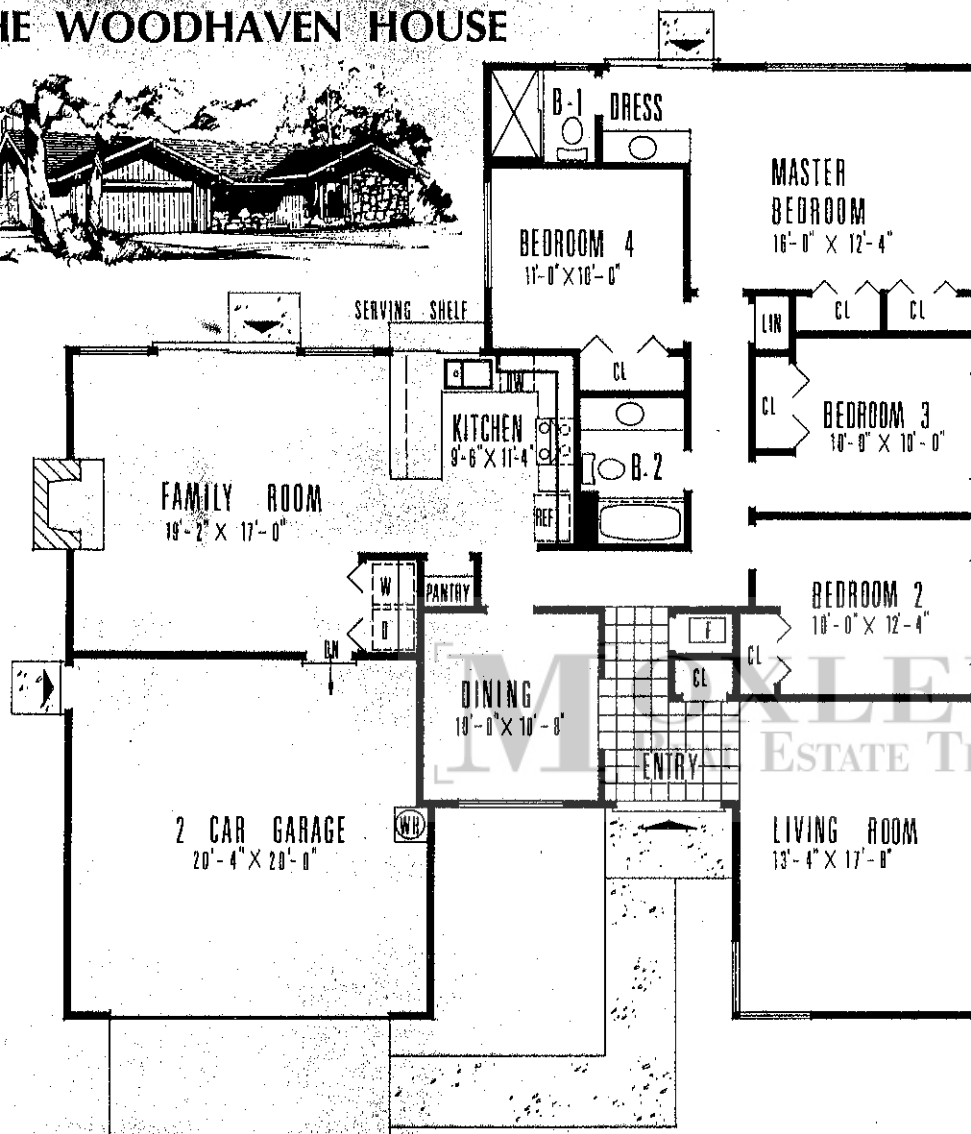 HE WOODHAVEN HOUSE
B-1
DRESS
MASTER
BEDROOM
16'-0" X 12'-4"
BEDROOM 4
11'-0" X 10'-0"
SERVING SHELF
LIN
CL
CL
CL
DW
CL
KITCHEN
9'-6" X 11'-4"
BEDROOM 3
10'-0" X 10'-0"
B-2
FAMILY ROOM
19'-2" X 17'-0"
REF
W
D
PANTRY
BEDROOM 2
10'-0" X 12'-4"
F
CL
CL
DN
DINING
10'-0" X 10'-8"
MOXLEY
REAL ESTATE
ENTRY
2 CAR GARAGE
20'-4" X 20'-0"
WH
LIVING ROOM
13'-4" X 17'-8"